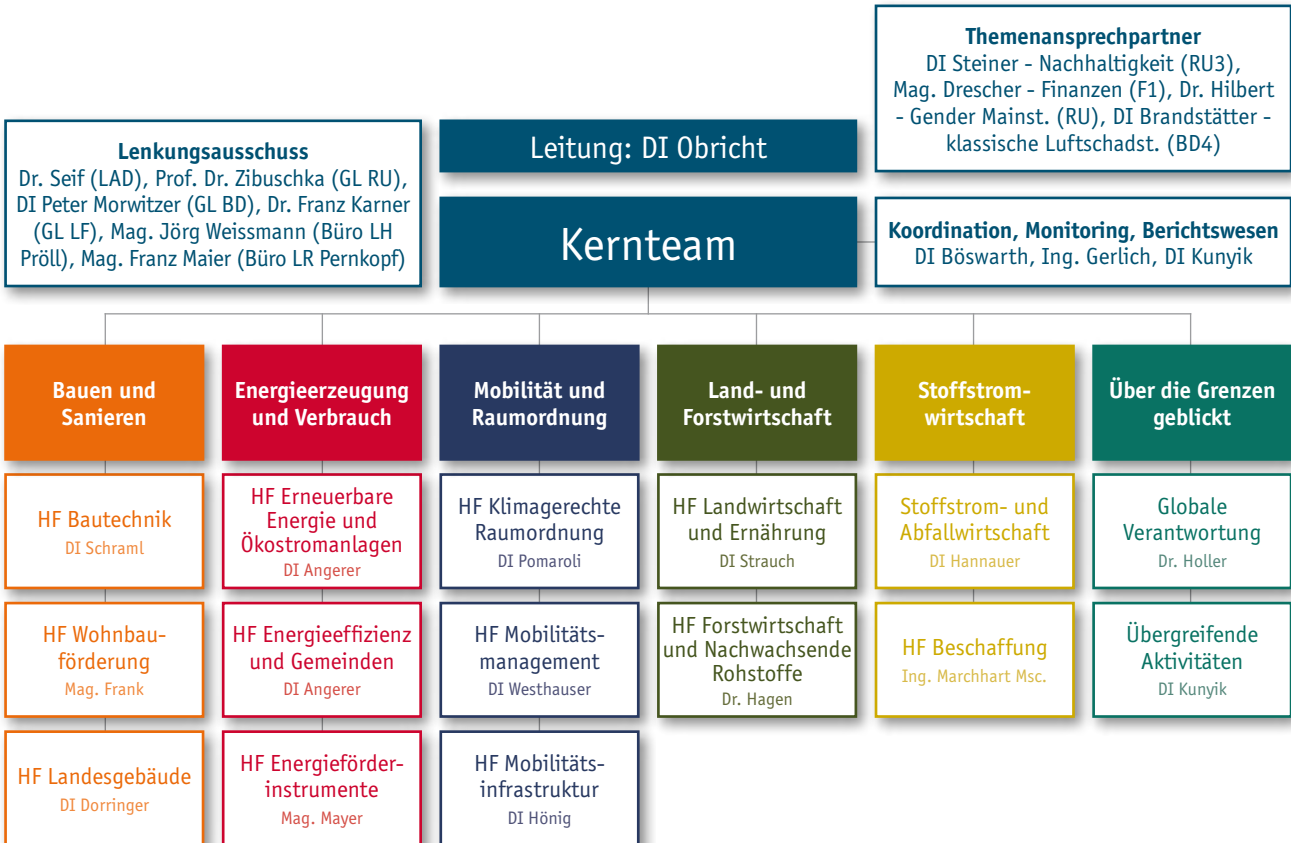 Themenansprechpartner
DI Steiner - Nachhaltigkeit (RU3),
Mag. Drescher - Finanzen (F1), Dr. Hilbert
- Gender Mainst. (RU), DI Brandstätter -
klassische Luftschadst. (BD4)
Lenkungsausschuss
Dr. Seif (LAD), Prof. Dr. Zibuschka (GL RU),
DI Peter Morwitzer (GL BD), Dr. Franz Karner
(GL LF), Mag. Jörg Weissmann (Büro LH
Pröll), Mag. Franz Maier (Büro LR Pernkopf)
Leitung: DI Obricht
Kernteam
Koordination, Monitoring, Berichtswesen
DI Böswarth, Ing. Gerlich, DI Kunyik
Bauen und
Sanieren
HF Bautechnik
DI Schraml
HF Wohnbau-
förderung
Mag. Frank
HF Landesgebäude
DI Dorringer
Energieerzeugung
und Verbrauch
HF Erneuerbare
Energie und
Ökostromanlagen
DI Angerer
HF Energieeffizienz
und Gemeinden
DI Angerer
HF Energieförder-
instrumente
Mag. Mayer
Mobilität und
Raumordnung
HF Klimagerechte
Raumordnung
DI Pomaroli
HF Mobilitäts-
management
DI Westhauser
HF Mobilitäts-
infrastruktur
DI Hönig
Land- und
Forstwirtschaft
HF Landwirtschaft
und Ernährung
DI Strauch
HF Forstwirtschaft
und Nachwachsende
Rohstoffe
Dr. Hagen
Stoffstrom-
wirtschaft
Stoffstrom- und
Abfallwirtschaft
DI Hannauer
HF Beschaffung
Ing. Marchhart Msc.
Über die Grenzen
geblickt
Globale
Verantwortung
Dr. Holler
Übergreifende
Aktivitäten
DI Kunyik